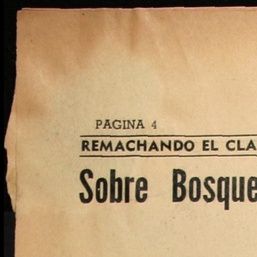 PAGINA 4
REMACHANDO EL CLA
Sobre Bosque